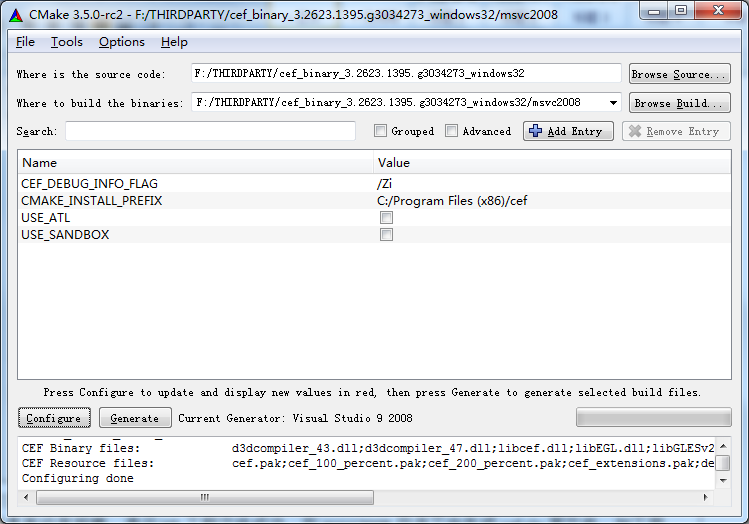 CMake 3.5.0-rc2 - F:/THIRDPARTY/cef_binary_3.2623.1395.g3034273_windows32/msvc2008
File Tools Options Help
Where is the source code: F:/THIRDPARTY/cef_binary_3.2623.1395.g3034273_windows32 Browse Source...
Where to build the binaries: F:/THIRDPARTY/cef_binary_3.2623.1395.g3034273_windows32/msvc2008 Browse Build...
Search: Grouped Advanced Add Entry Remove Entry
Name Value
CEF_DEBUG_INFO_FLAG /Zi
CMAKE_INSTALL_PREFIX C:/Program Files (x86)/cef
USE_ATL
USE_SANDBOX
Press Configure to update and display new values in red, then press Generate to generate selected build files.
Configure Generate Current Generator: Visual Studio 9 2008
CEF Binary files: d3dcompiler_43.dll;d3dcompiler_47.dll;libcef.dll;libEGL.dll;libGLESv2
CEF Resource files: cef.pak;cef_100_percent.pak;cef_200_percent.pak;cef_extensions.pak;de
Configuring done